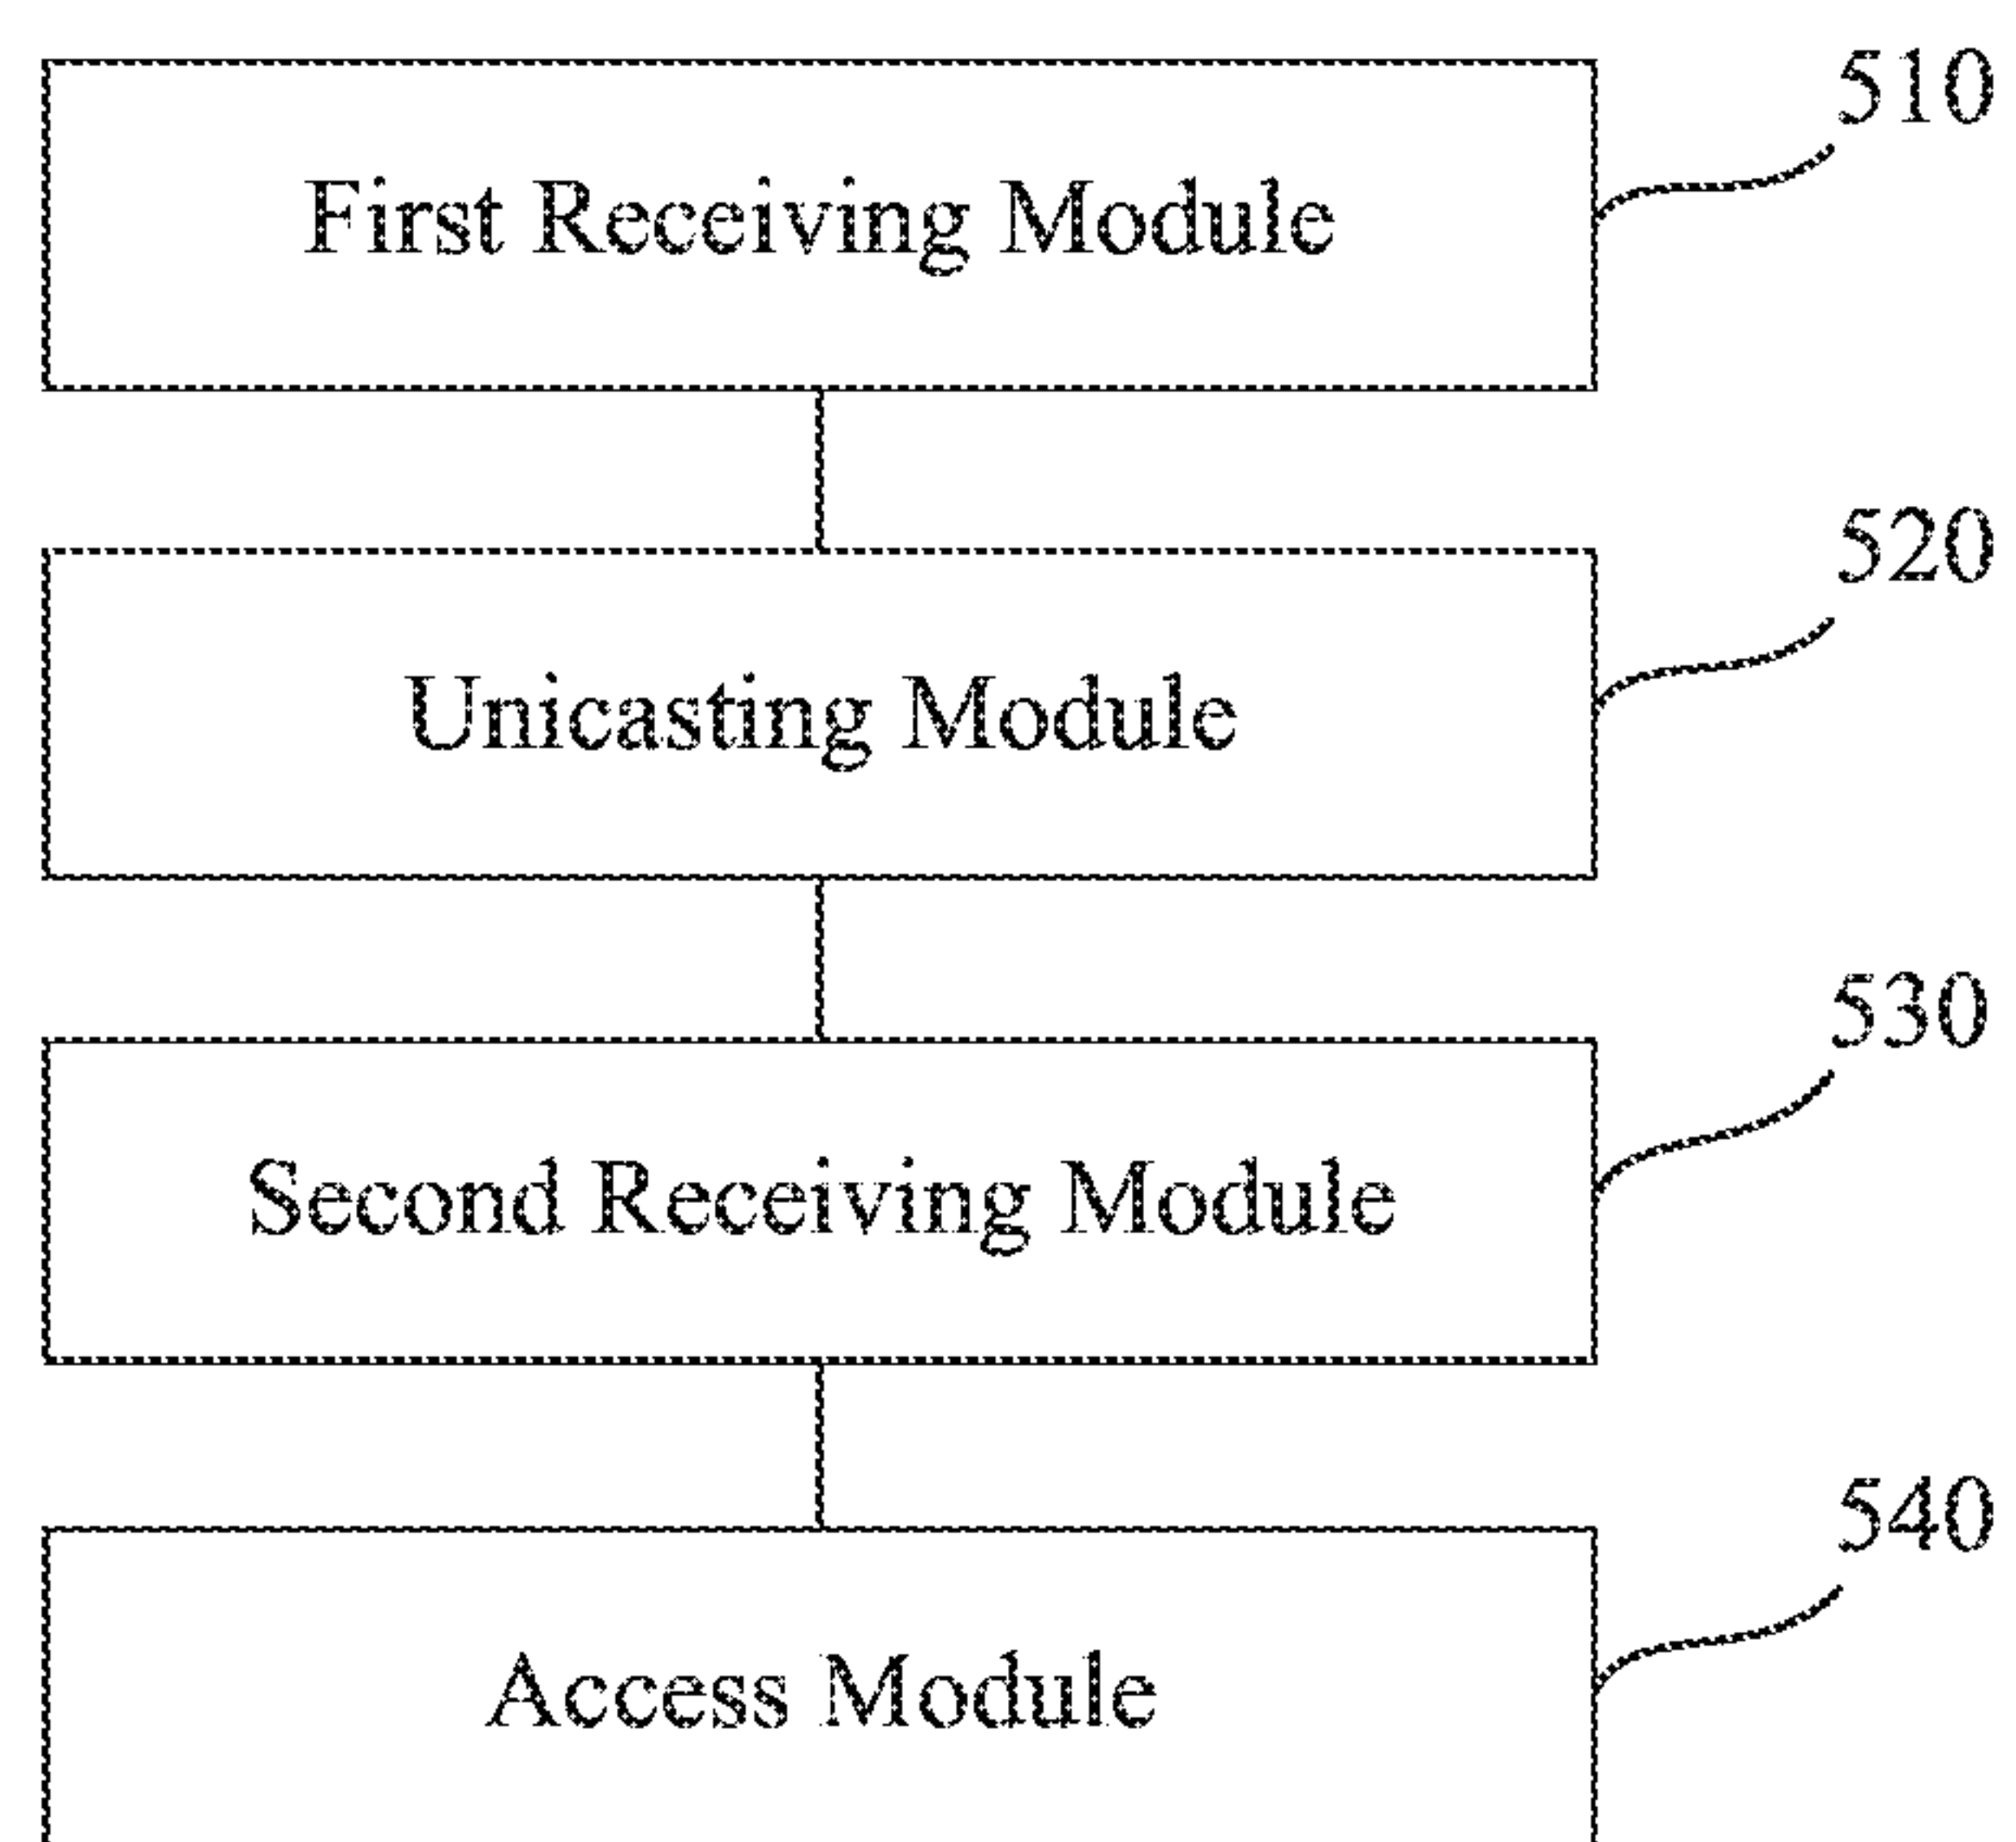 510
First Receiving Module
520
Unicasting Module
530
Second Receiving Module
540
Access Module